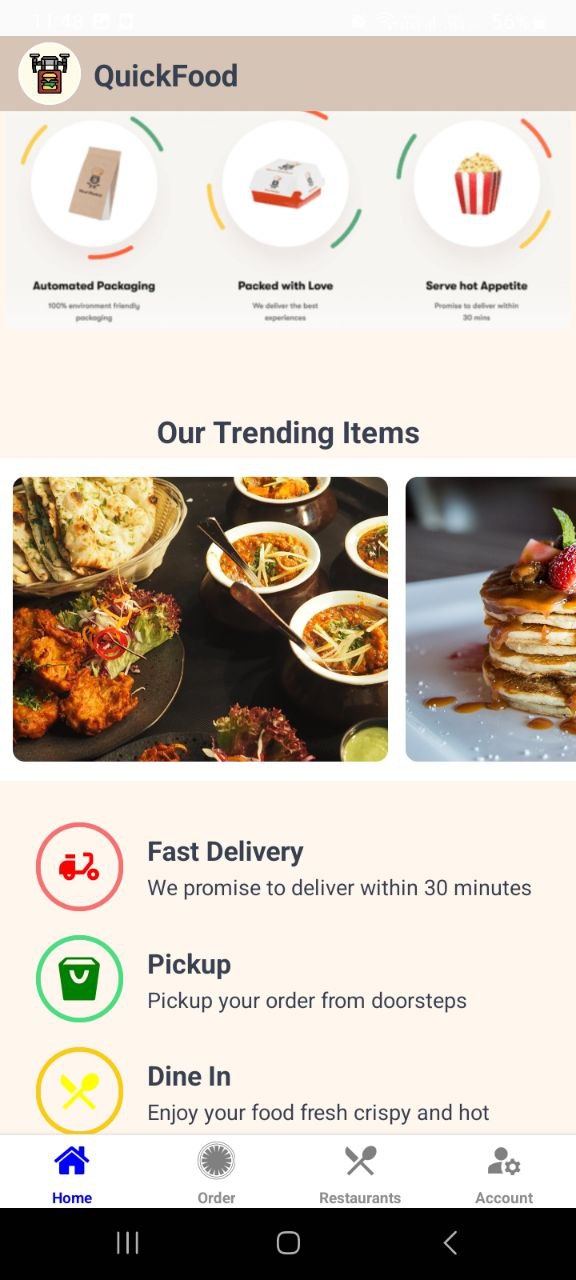 11:48
56%
QuickFood
Automated Packaging
Packed with Love
Serve hot Appetite
100% environment friendly
packaging
We deliver the best
experiences
Promise to deliver within
30 mins
Our Trending Items
Fast Delivery
We promise to deliver within 30 minutes
Pickup
Pickup your order from doorsteps
Dine In
Enjoy your food fresh crispy and hot
Home
Order
Restaurants
Account